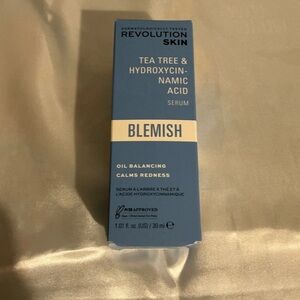 DERMATOLOGICALLY TESTED
REVOLUTION
SKIN
TEA TREE &
HYDROXYCIN-
NAMIC
ACID
SERUM
BLEMISH
OIL BALANCING
CALMS REDNESS
SÉRUM À L'ARBRE À THÉ ET À
L'ACIDE HYDROXYCINNAMIQUE
APPROVED
1.01 fl. oz. (US) / 30 ml ℮